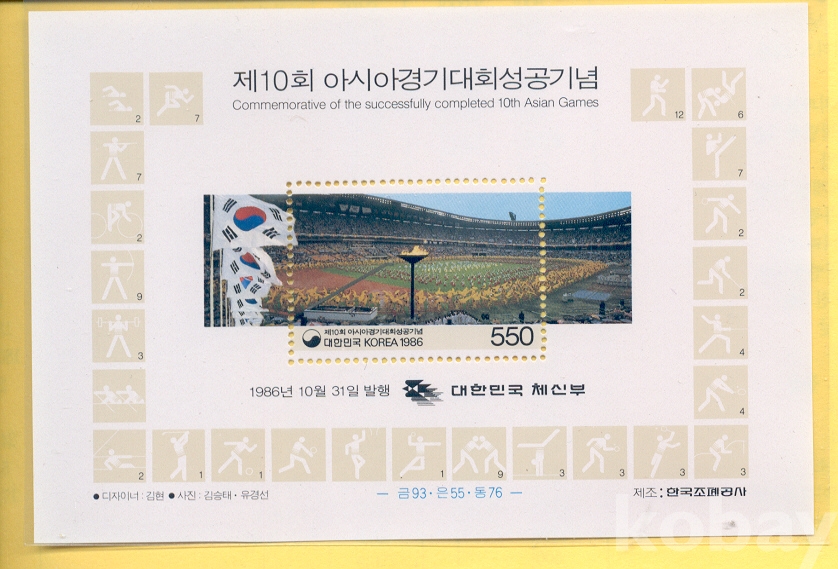 제10회 아시아경기대회성공기념
Commemorative of the successfully completed 10th Asian Games
2 7 12 6
7 7
2 2
9 2
3 4
4
제10회 아시아경기대회성공기념
대한민국 KOREA 1986 550
1986년 10월 31일 발행 대한민국 체신부
2 1 1 1 9 3 3 3 3
● 디자이너 : 김현 ● 사진 : 김승태 · 유경선
— 금93 · 은55 · 동76 —
제조 : 한국조폐공사
kobay